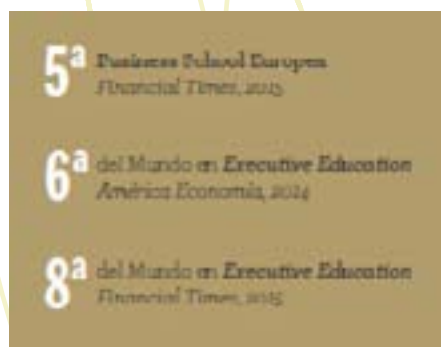 5ª Business School Europea
Financial Times, 2015
6ª del Mundo en Executive Education
América Economía, 2014
8ª del Mundo en Executive Education
Financial Times, 2015